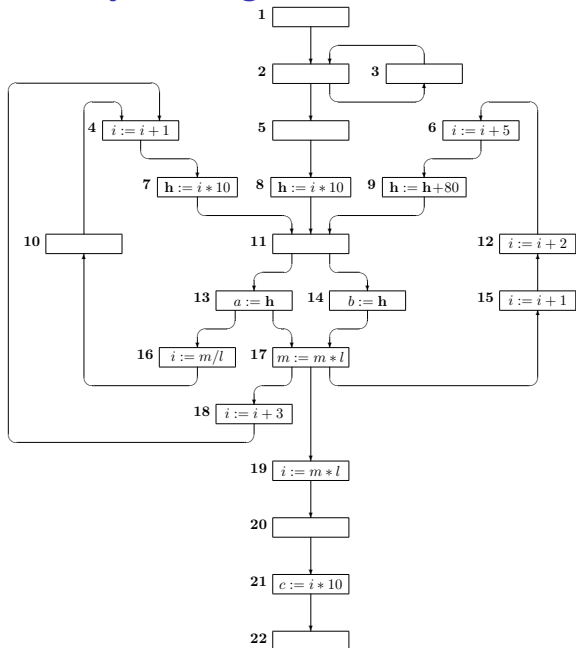 1
2
3
4 i := i + 1
5
6 i := i + 5
7 h := i * 10
8 h := i * 10
9 h := h+80
10
11
12 i := i + 2
13 a := h
14 b := h
15 i := i + 1
16 i := m/l
17 m := m * l
18 i := i + 3
19 i := m * l
20
21 c := i * 10
22